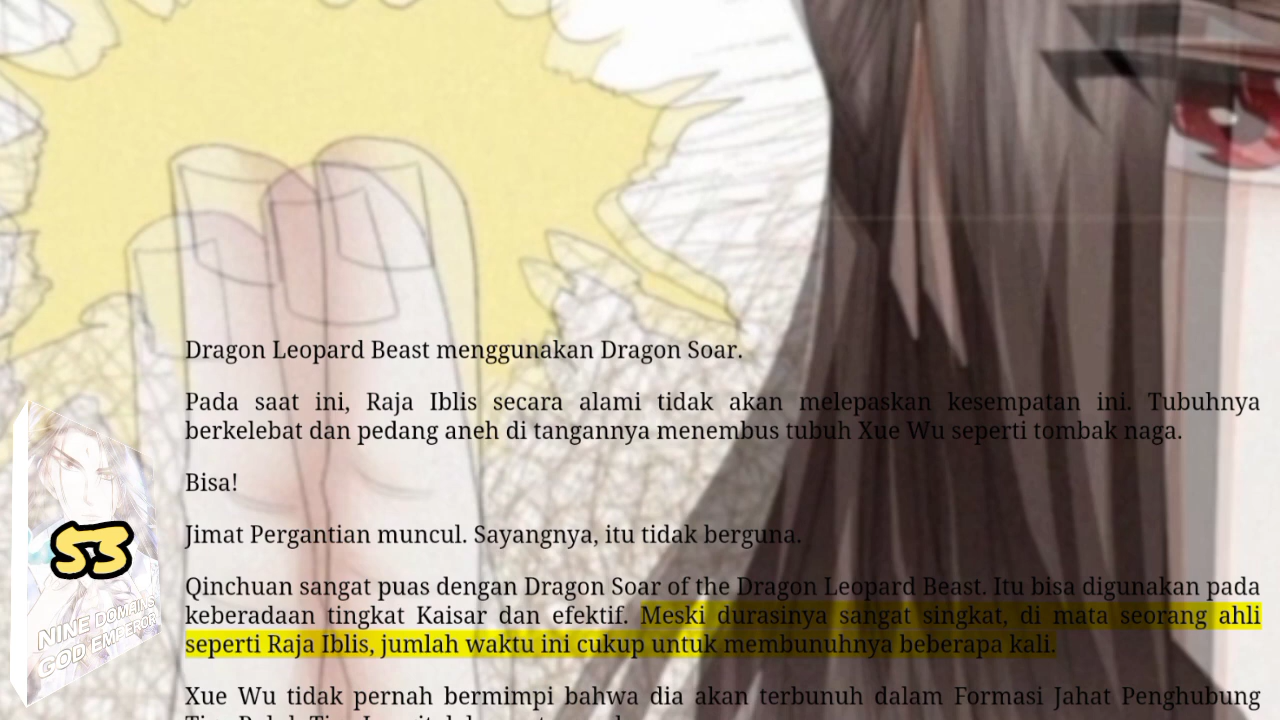 Dragon Leopard Beast menggunakan Dragon Soar.
Pada saat ini, Raja Iblis secara alami tidak akan melepaskan kesempatan ini. Tubuhnya
berkelebat dan pedang aneh di tangannya menembus tubuh Xue Wu seperti tombak naga.
Bisa!
Jimat Pergantian muncul. Sayangnya, itu tidak berguna.
Qinchuan sangat puas dengan Dragon Soar of the Dragon Leopard Beast. Itu bisa digunakan pada
keberadaan tingkat Kaisar dan efektif. Meski durasinya sangat singkat, di mata seorang ahli
seperti Raja Iblis, jumlah waktu ini cukup untuk membunuhnya beberapa kali.
Xue Wu tidak pernah bermimpi bahwa dia akan terbunuh dalam Formasi Jahat Penghubung
53
NINE DOMAINS
GOD EMPEROR